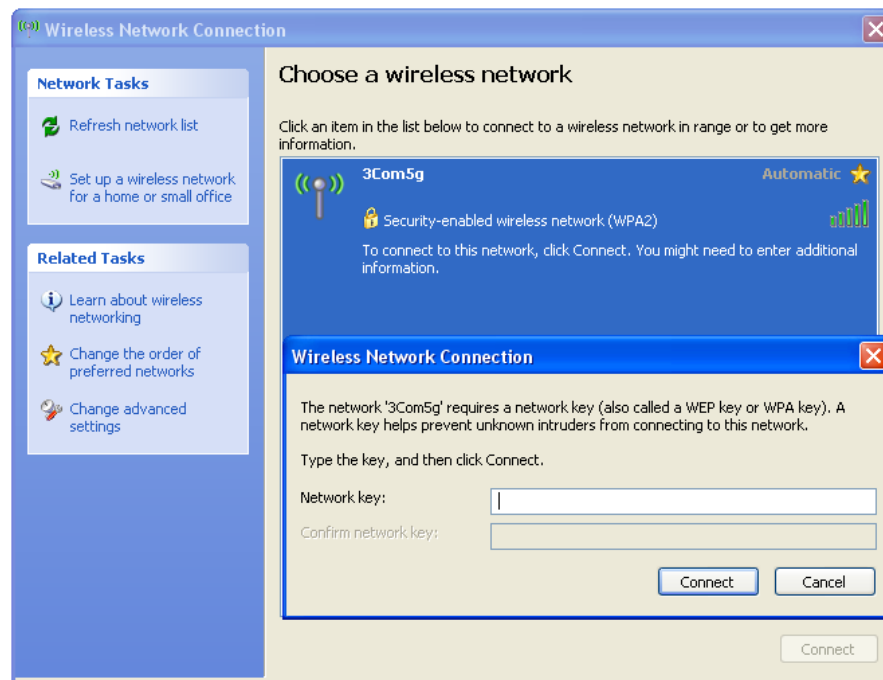 Wireless Network Connection
Network Tasks
Refresh network list
Set up a wireless network
for a home or small office
Related Tasks
Learn about wireless
networking
Change the order of
preferred networks
Change advanced
settings
Choose a wireless network
Click an item in the list below to connect to a wireless network in range or to get more
information.
3Com5g
Automatic
Security-enabled wireless network (WPA2)
To connect to this network, click Connect. You might need to enter additional
information.
Wireless Network Connection
The network '3Com5g' requires a network key (also called a WEP key or WPA key). A
network key helps prevent unknown intruders from connecting to this network.
Type the key, and then click Connect.
Network key:
Confirm network key:
Connect
Cancel
Connect